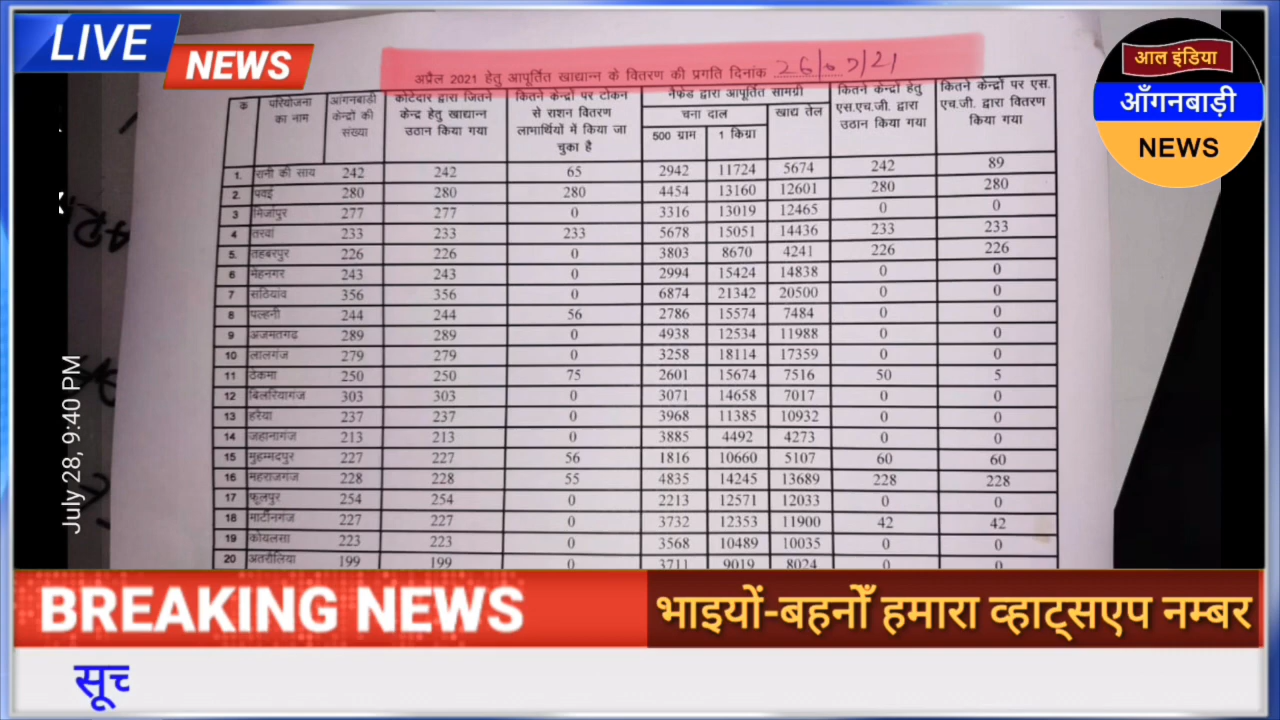 LIVE
NEWS
आल इंडिया
आँगनबाड़ी
NEWS
अप्रैल 2021 हेतु आपूर्तित खाद्यान्न के वितरण की प्रगति दिनांक
क परियोजना का नाम आंगनबाडी केन्द्रों की संख्या कोटेदार द्वारा जितने केन्द्र हेतु खाद्यान्न उठान किया गया कितने केन्द्रों पर टोकन से राशन वितरण लाभार्थियों में किया जा चुका है नैफेड द्वारा आपूर्तित सामग्री कितने केन्द्रों हेतु एस.एच.जी. द्वारा उठान किया गया कितने केन्द्रों पर एस. एच.जी. द्वारा वितरण किया गया
चना दाल खाद्य तेल
500 ग्राम 1 किग्रा
1. रानी की साय 242 242 65 2942 11724 5674 242 89
2. पवई 280 280 280 4454 13160 12601 280 280
3 मिर्जापुर 277 277 0 3316 13019 12465 0 0
4 तरवां 233 233 233 5678 15051 14436 233 233
5. तहबरपुर 226 226 0 3803 8670 4241 226 226
6 मेहनगर 243 243 0 2994 15424 14838 0 0
7 सठियांव 356 356 0 6874 21342 20500 0 0
8 पल्हनी 244 244 56 2786 15574 7484 0 0
9 अजमतगढ 289 289 0 4938 12534 11988 0 0
10 लालगंज 279 279 0 3258 18114 17359 0 0
11 ठेकमा 250 250 75 2601 15674 7516 50 5
12 बिलरियागंज 303 303 0 3071 14658 7017 0 0
13 हरैया 237 237 0 3968 11385 10932 0 0
14 जहानागंज 213 213 0 3885 4492 4273 0 0
15 मुहम्मदपुर 227 227 56 1816 10660 5107 60 60
16 महराजगंज 228 228 55 4835 14245 13689 228 228
17 फूलपुर 254 254 0 2213 12571 12033 0 0
18 मार्टीनगंज 227 227 0 3732 12353 11900 42 42
19 कोयलसा 223 223 0 3568 10489 10035 0 0
20 अतरौलिया 199 199 0 3711 9019 8024 0 0
July 28, 9:40 PM
BREAKING NEWS
भाइयों-बहनोँ हमारा व्हाट्सएप नम्बर
सूच